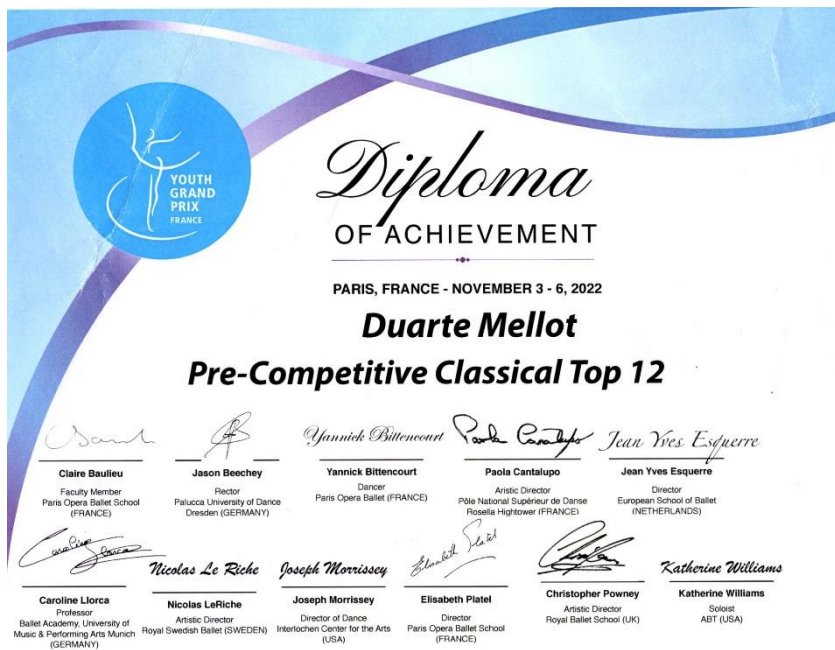 YOUTH
GRAND
PRIX
FRANCE
Diploma
OF ACHIEVEMENT
PARIS, FRANCE - NOVEMBER 3 - 6, 2022
Duarte Mellot
Pre-Competitive Classical Top 12
Yannick Bittencourt
Paola Cantalupo
Jean Yves Esquerre
Claire Baulieu
Jason Beechey
Yannick Bittencourt
Paola Cantalupo
Jean Yves Esquerre
Faculty Member
Paris Opera Ballet School
(FRANCE)
Rector
Palucca University of Dance
Dresden (GERMANY)
Dancer
Paris Opera Ballet (FRANCE)
Aristic Director
Pôle National Supérieur de Danse
Rosella Hightower (FRANCE)
Director
European School of Ballet
(NETHERLANDS)
Nicolas Le Riche
Joseph Morrissey
Elisabeth Platel
Katherine Williams
Caroline Llorca
Professor
Ballet Academy, University of
Music & Performing Arts Munich
(GERMANY)
Nicolas LeRiche
Artistic Director
Royal Swedish Ballet (SWEDEN)
Joseph Morrissey
Director of Dance
Interlochen Center for the Arts
(USA)
Elisabeth Platel
Director
Paris Opera Ballet School
(FRANCE)
Christopher Powney
Artistic Director
Royal Ballet School (UK)
Katherine Williams
Soloist
ABT (USA)